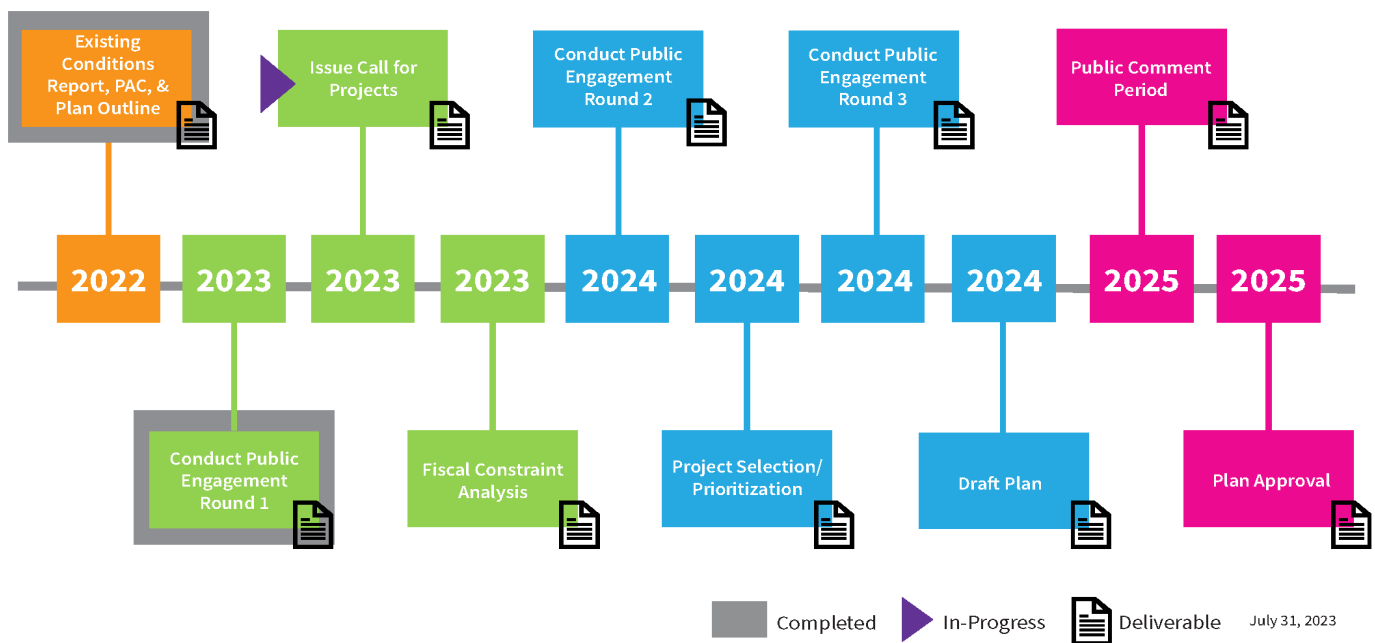 Existing
Conditions
Report, PAC, &
Plan Outline
Issue Call for
Projects
Conduct Public
Engagement
Round 2
Conduct Public
Engagement
Round 3
Public Comment
Period
2022
2023
2023
2023
2024
2024
2024
2024
2025
2025
Conduct Public
Engagement
Round 1
Fiscal Constraint
Analysis
Project Selection/
Prioritization
Draft Plan
Plan Approval
Completed
In-Progress
Deliverable
July 31, 2023